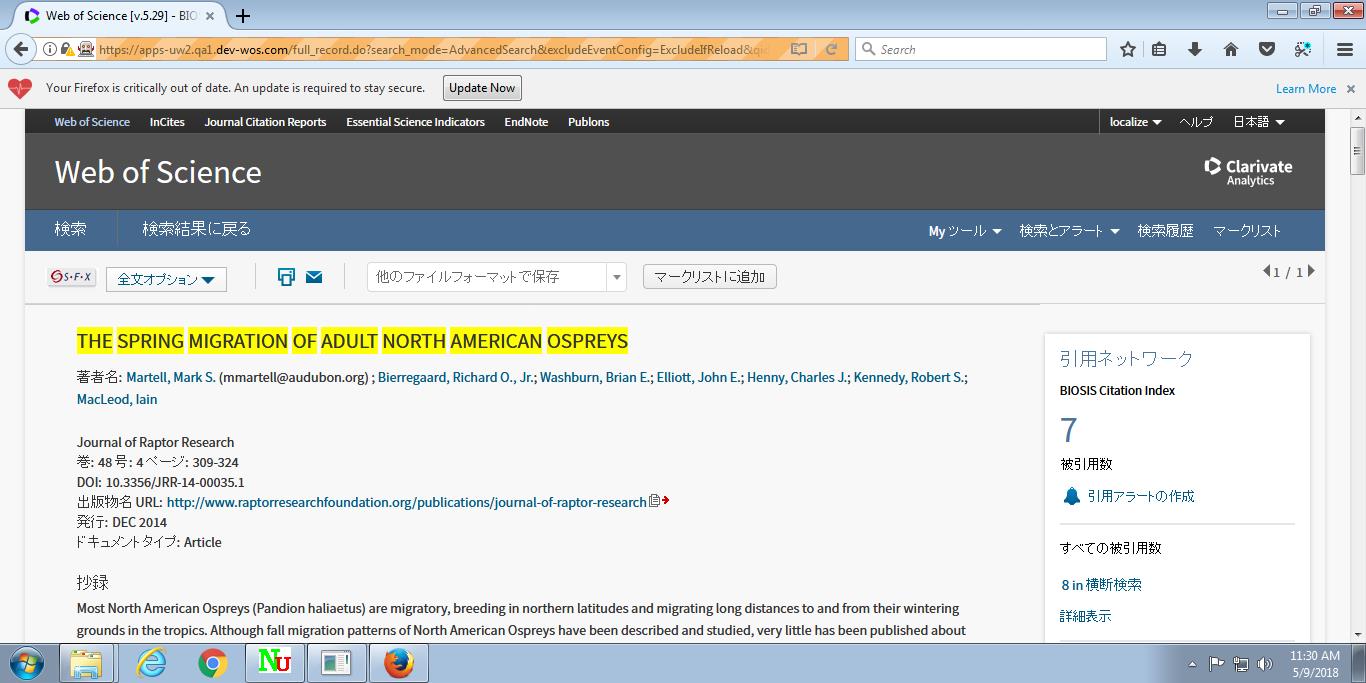 Web of Science [v.5.29] - BIO
https://apps-uw2.qa1.dev-wos.com/full_record.do?search_mode=AdvancedSearch&excludeEventConfig=ExcludeIfReload&
Search
Your Firefox is critically out of date. An update is required to stay secure. Update Now Learn More
Web of Science InCites Journal Citation Reports Essential Science Indicators EndNote Publons localize ヘルプ 日本語
Web of Science
Clarivate
Analytics
検索 検索結果に戻る My ツール 検索とアラート 検索履歴 マークリスト
S·F·X 全文オプション 他のファイルフォーマットで保存 マークリストに追加 1 / 1
THE SPRING MIGRATION OF ADULT NORTH AMERICAN OSPREYS
著者名: Martell, Mark S. (mmartell@audubon.org) ; Bierregaard, Richard O., Jr.; Washburn, Brian E.; Elliott, John E.; Henny, Charles J.; Kennedy, Robert S.;
MacLeod, Iain
Journal of Raptor Research
巻: 48 号: 4 ページ: 309-324
DOI: 10.3356/JRR-14-00035.1
出版物名 URL: http://www.raptorresearchfoundation.org/publications/journal-of-raptor-research
発行: DEC 2014
ドキュメントタイプ: Article
抄録
Most North American Ospreys (Pandion haliaetus) are migratory, breeding in northern latitudes and migrating long distances to and from their wintering
grounds in the tropics. Although fall migration patterns of North American Ospreys have been described and studied, very little has been published about
引用ネットワーク
BIOSIS Citation Index
7
被引用数
引用アラートの作成
すべての被引用数
8 in 横断検索
詳細表示
NU
11:30 AM
5/9/2018